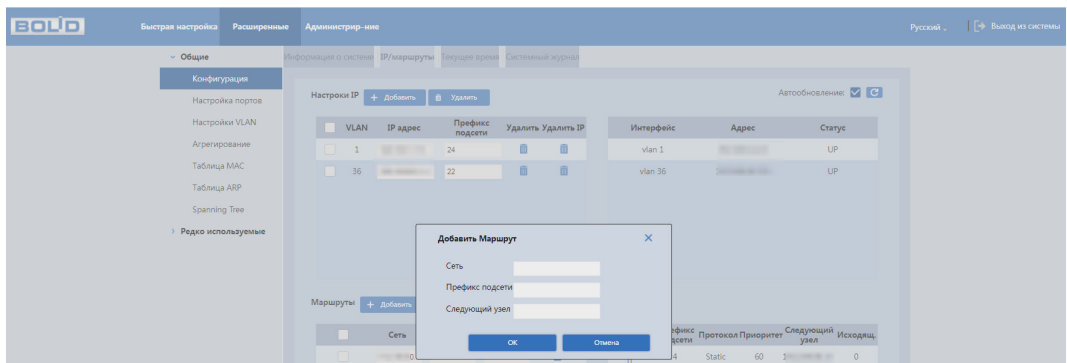 BOLID Быстрая настройка Расширенные Администрир-ние Русский Выход из системы
Общие Информация о системе IP/маршруты Текущее время Системный журнал
Конфигурация
Настройка портов
Настройки VLAN
Агрегирование
Таблица MAC
Таблица ARP
Spanning Tree
Редко используемые
Настроки IP + Добавить Удалить Автообновление:
VLAN IP адрес Префикс подсети Удалить Удалить IP
1 24
36 22
Интерфейс Адрес Статус
vlan 1 UP
vlan 36 UP
Добавить Маршрут
Сеть
Префикс подсети
Следующий узел
OK Отмена
Маршруты + Добавить
Сеть Протокол Приоритет Следующий узел Исходящ.
Static 60 0